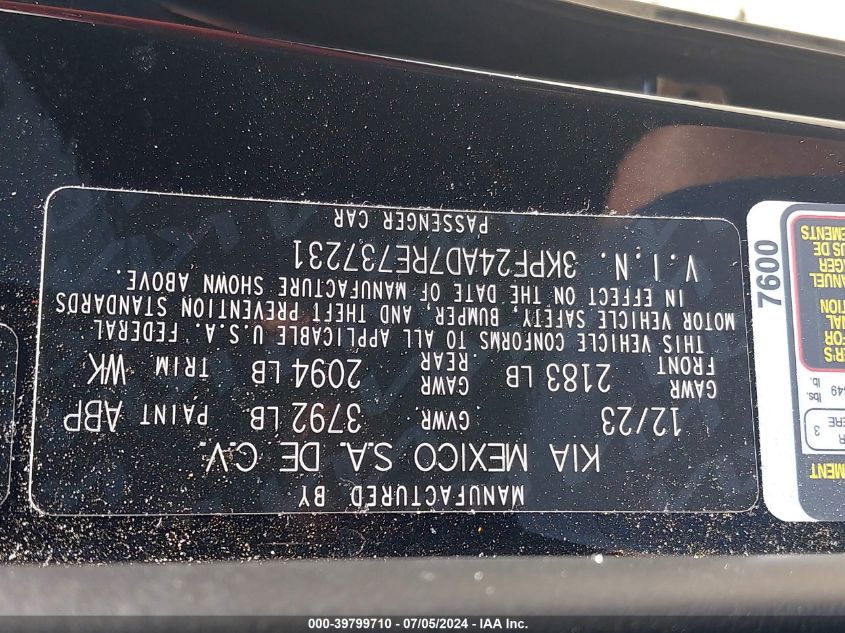 MANUFACTURED BY
KIA MEXICO S.A. DE C.V.
12/23 GVWR. 3792 LB PAINT ABP
GAWR FRONT 2183 LB GAWR REAR 2094 LB TRIM WK
THIS VEHICLE CONFORMS TO ALL APPLICABLE U.S.A. FEDERAL
MOTOR VEHICLE SAFETY, BUMPER, AND THEFT PREVENTION STANDARDS
IN EFFECT ON THE DATE OF MANUFACTURE SHOWN ABOVE.
V.I.N. 3KPF24AD7RE737231
PASSENGER CAR
7600
lbs.
lb.
3
000-39799710 - 07/05/2024 - IAA Inc.